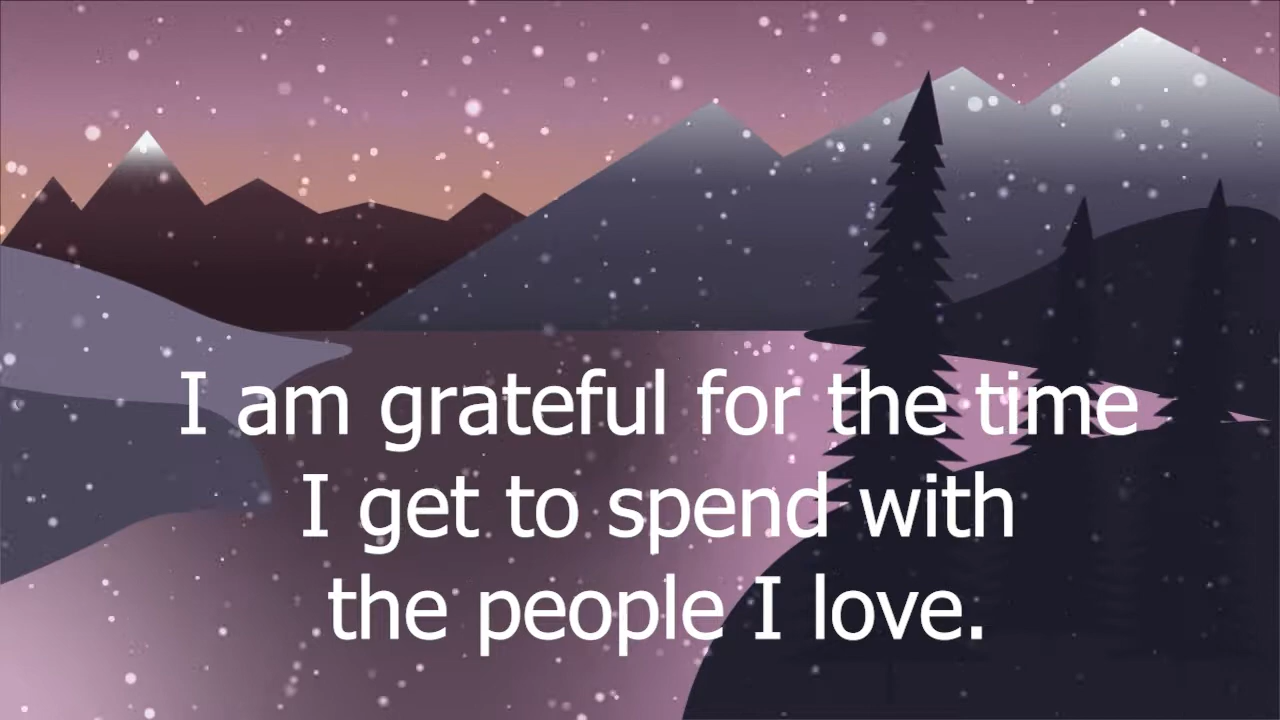 I am grateful for the time
I get to spend with
the people I love.